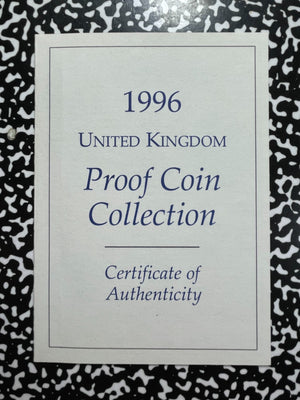 1996
UNITED KINGDOM
Proof Coin
Collection
Certificate of
Authenticity